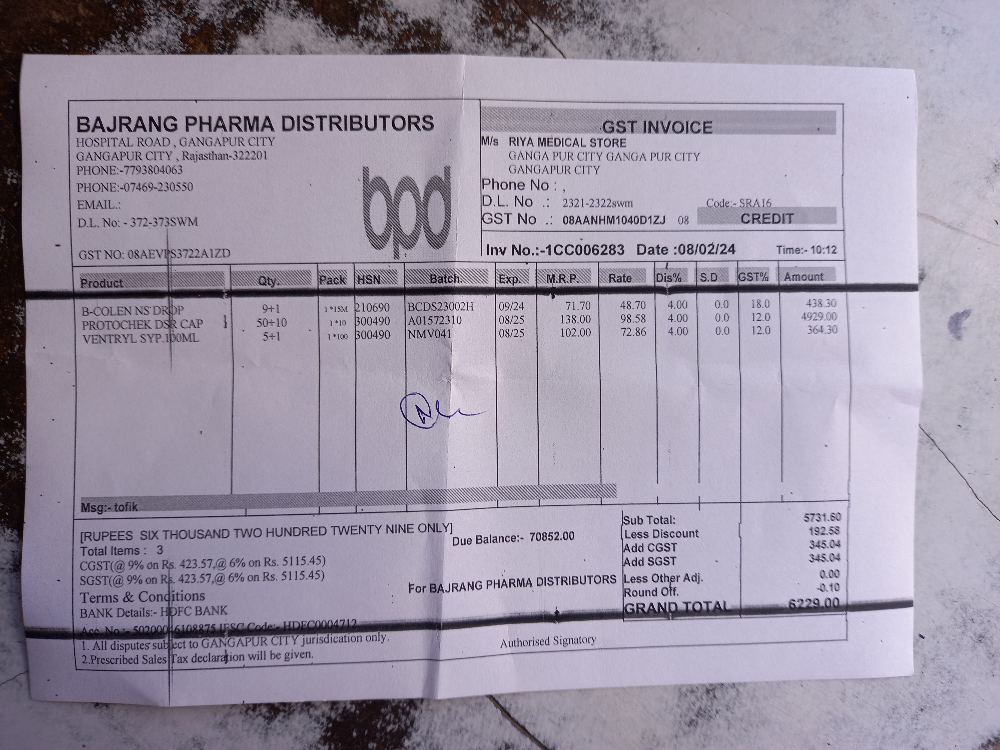 BAJRANG PHARMA DISTRIBUTORS
HOSPITAL ROAD , GANGAPUR CITY
GANGAPUR CITY , Rajasthan-322201
PHONE:-7793804063
PHONE:-07469-230550
EMAIL.:
D.L. No: - 372-373SWM
GST NO: 08AEVPS3722A1ZD
bpd
GST INVOICE
M/s RIYA MEDICAL STORE
GANGA PUR CITY GANGA PUR CITY
GANGAPUR CITY
Phone No : ,
D.L. No .: 2321-2322swm Code:- SRA16
GST No .: 08AANHM1040D1ZJ 08 CREDIT
Inv No.:-1CC006283 Date :08/02/24 Time:- 10:12
Product Qty. Pack HSN Batch. Exp. M.R.P. Rate Dis% S.D GST% Amount
B-COLEN NS DROP 9+1 1*15M 210690 BCDS23002H 09/24 71.70 48.70 4.00 0.0 18.0 438.30
PROTOCHEK DSR CAP } 50+10 1*10 300490 A01572310 08/25 138.00 98.58 4.00 0.0 12.0 4929.00
VENTRYL SYP.100ML 5+1 1*100 300490 NMV041 08/25 102.00 72.86 4.00 0.0 12.0 364.30
Msg:- tofik
[RUPEES SIX THOUSAND TWO HUNDRED TWENTY NINE ONLY]
Total Items : 3
Due Balance:- 70852.00
CGST(@ 9% on Rs. 423.57,@ 6% on Rs. 5115.45)
SGST(@ 9% on Rs. 423.57,@ 6% on Rs. 5115.45)
Terms & Conditions
For BAJRANG PHARMA DISTRIBUTORS
BANK Details:- HDFC BANK
Acc. No:- IFSC Code:- HDFC0004712
1. All disputes subject to GANGAPUR CITY jurisdication only.
2.Prescribed Sales Tax declaration will be given.
Authorised Signatory
Sub Total: 5731.60
Less Discount 192.58
Add CGST 345.04
Add SGST 345.04
Less Other Adj. 0.00
Round Off. -0.10
GRAND TOTAL 6229.00